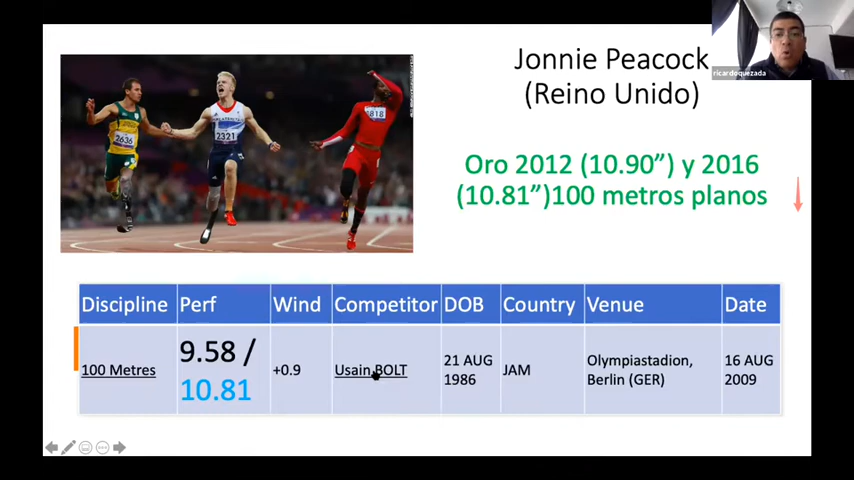 ricardoquezada
Jonnie Peacock
(Reino Unido)
Oro 2012 (10.90”) y 2016
(10.81”)100 metros planos
2636
2321
818
Discipline Perf Wind Competitor DOB Country Venue Date
100 Metres 9.58 / 10.81 +0.9 Usain BOLT 21 AUG 1986 JAM Olympiastadion, Berlin (GER) 16 AUG 2009